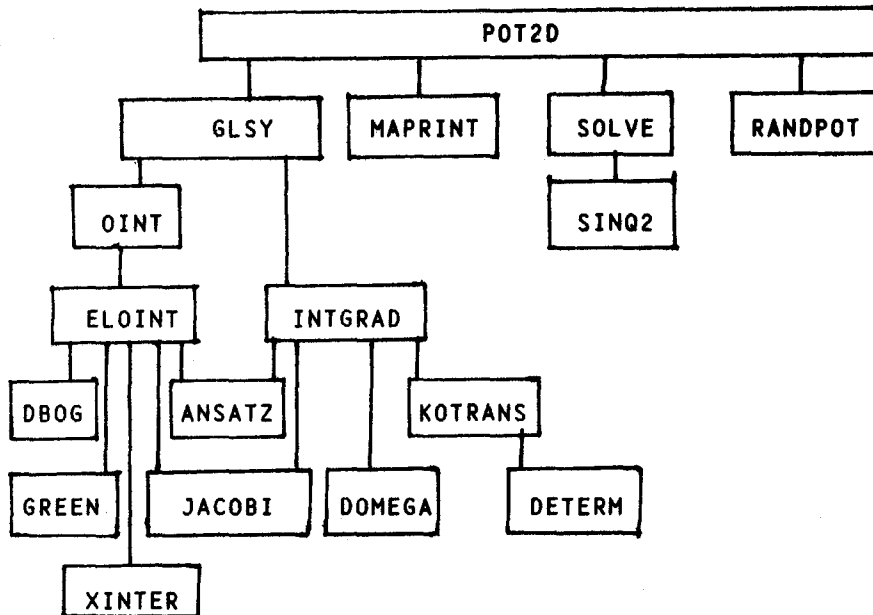 POT2D
GLSY
MAPRINT
SOLVE
RANDPOT
OINT
SINQ2
ELOINT
INTGRAD
DBOG
ANSATZ
KOTRANS
GREEN
JACOBI
DOMEGA
DETERM
XINTER